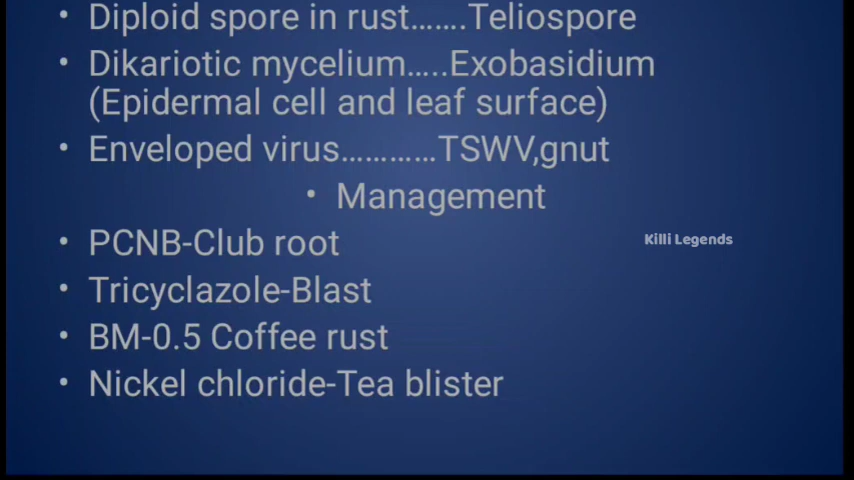 • Diploid spore in rust.......Teliospore
• Dikariotic mycelium.....Exobasidium
(Epidermal cell and leaf surface)
• Enveloped virus............TSWV,gnut
• Management
• PCNB-Club root
Killi Legends
• Tricyclazole-Blast
• BM-0.5 Coffee rust
• Nickel chloride-Tea blister